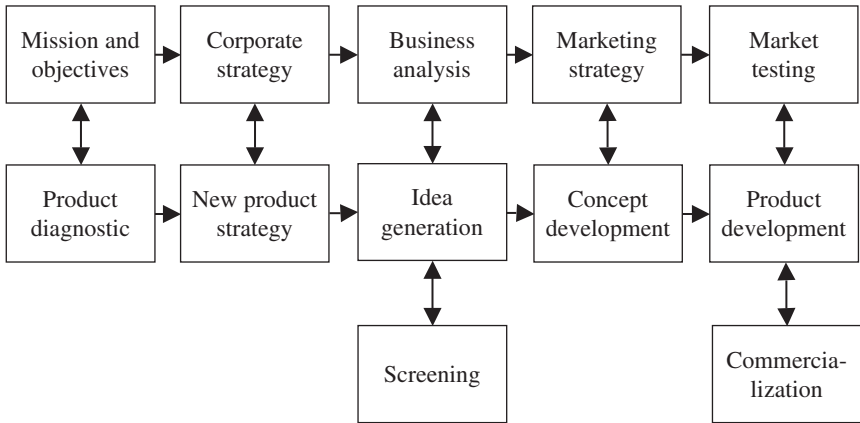 Mission and
objectives
Corporate
strategy
Business
analysis
Marketing
strategy
Market
testing
Product
diagnostic
New product
strategy
Idea
generation
Concept
development
Product
development
Screening
Commercia-
lization